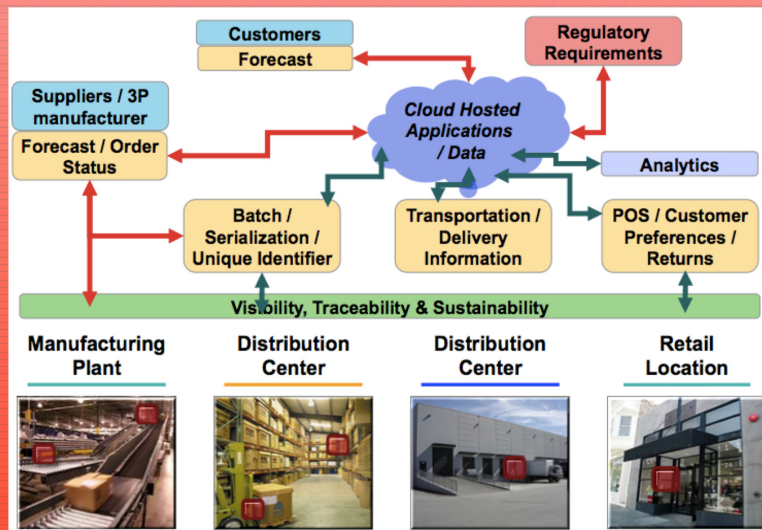 Customers
Forecast
Regulatory
Requirements
Suppliers / 3P
manufacturer
Forecast / Order
Status
Cloud Hosted
Applications
/ Data
Analytics
Batch /
Serialization /
Unique Identifier
Transportation /
Delivery
Information
POS / Customer
Preferences /
Returns
Visibility, Traceability & Sustainability
Manufacturing
Plant
Distribution
Center
Distribution
Center
Retail
Location